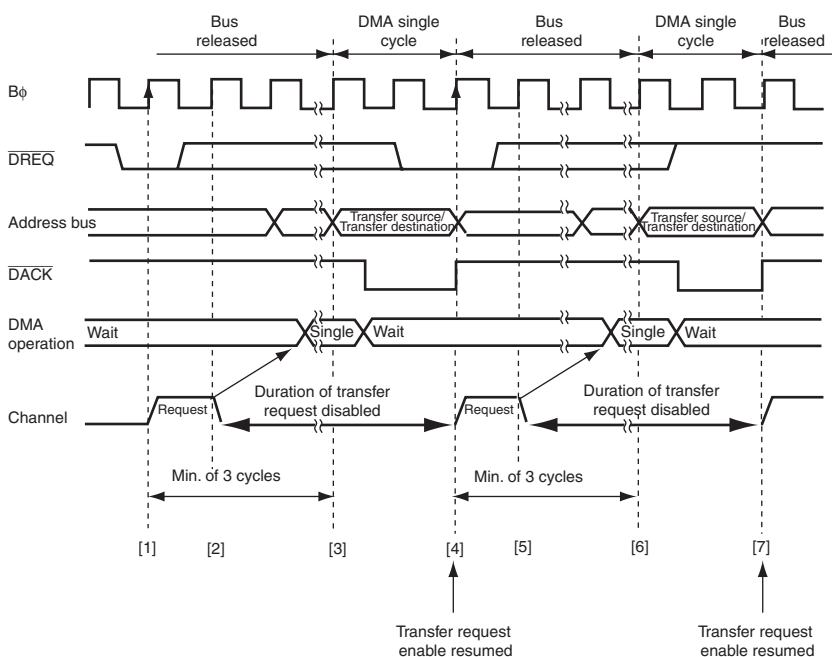 Bus
released
DMA single
cycle
Bus
released
DMA single
cycle
Bus
released
Bϕ
DREQ
Address bus
Transfer source/
Transfer destination
Transfer source/
Transfer destination
DACK
DMA
operation
Wait
Single
Wait
Single
Wait
Channel
Request
Duration of transfer
request disabled
Request
Duration of transfer
request disabled
Min. of 3 cycles
Min. of 3 cycles
[1]
[2]
[3]
[4]
[5]
[6]
[7]
Transfer request
enable resumed
Transfer request
enable resumed